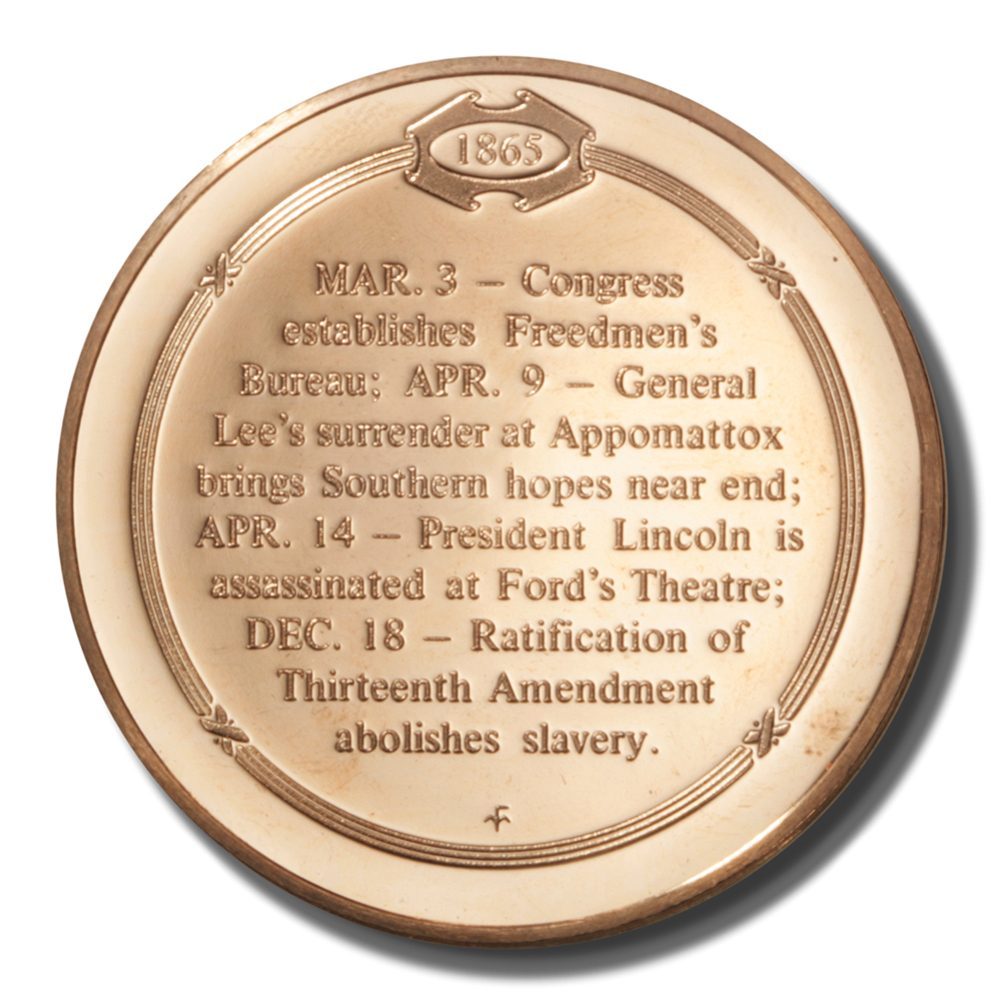 1865
MAR. 3 – Congress
establishes Freedmen's
Bureau; APR. 9 – General
Lee's surrender at Appomattox
brings Southern hopes near end;
APR. 14 – President Lincoln is
assassinated at Ford's Theatre;
DEC. 18 – Ratification of
Thirteenth Amendment
abolishes slavery.